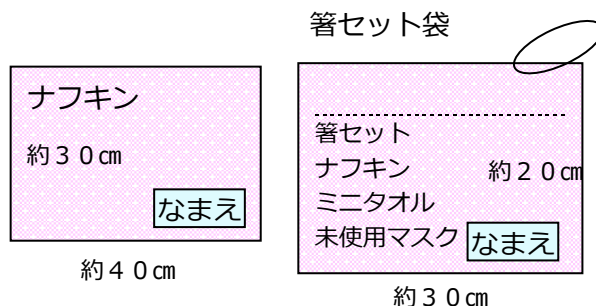 ナフキン
約３０㎝
なまえ
約４０㎝
箸セット袋
箸セット
ナフキン
約２０㎝
ミニタオル
未使用マスク
なまえ
約３０㎝